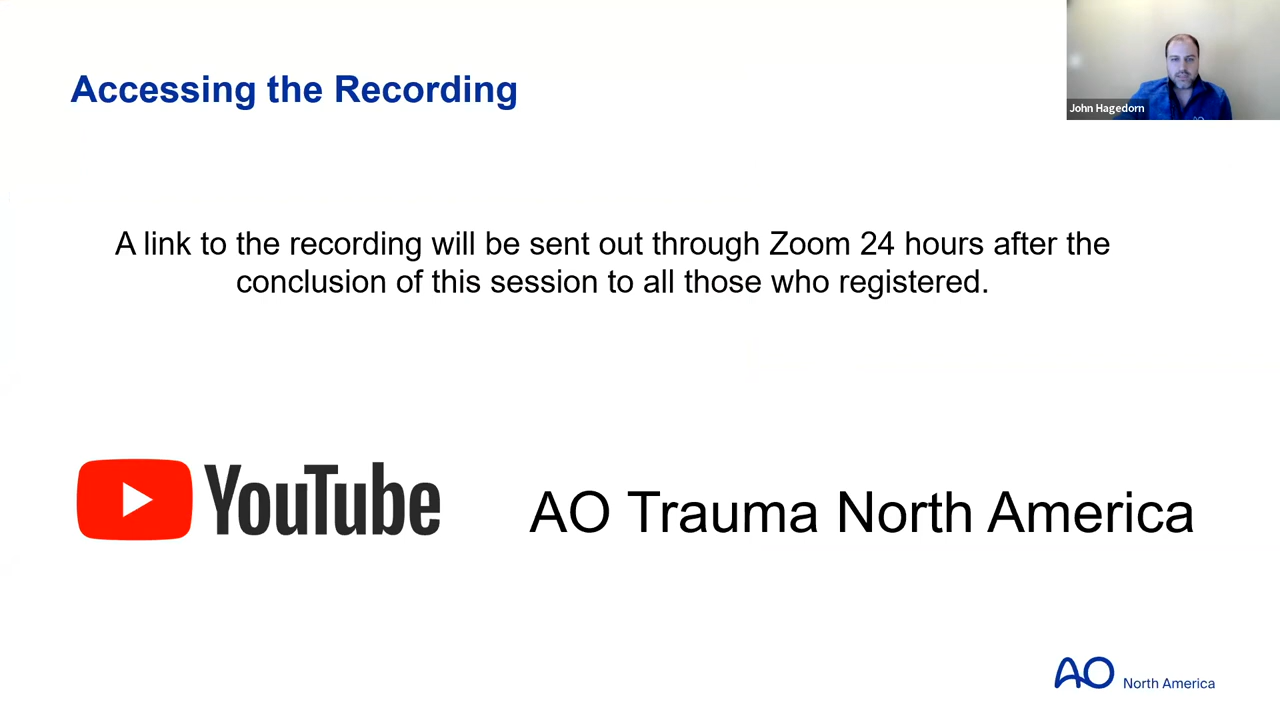 Accessing the Recording
John Hagedorn
A link to the recording will be sent out through Zoom 24 hours after the
conclusion of this session to all those who registered.
YouTube
AO Trauma North America
AO North America